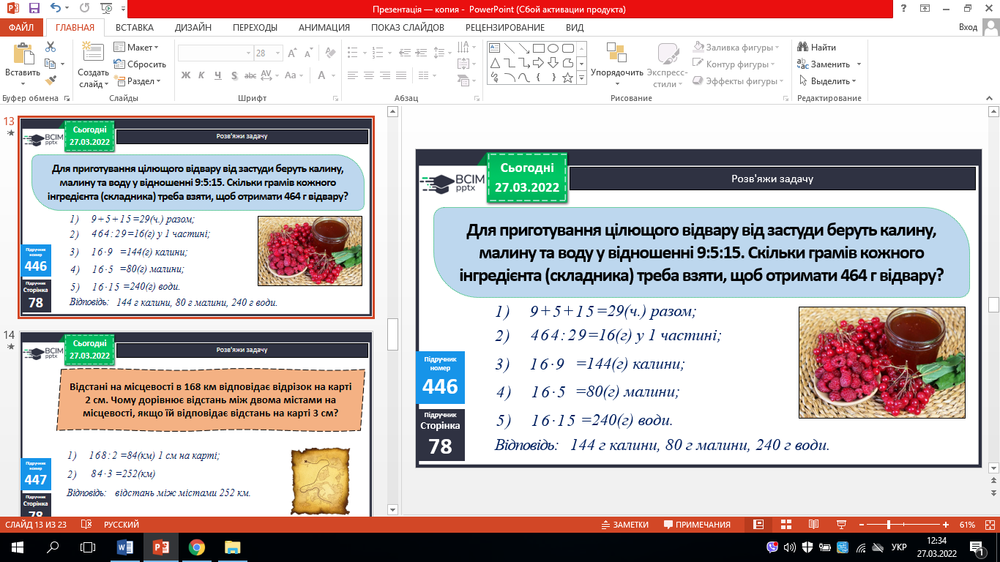 Презентація — копия - PowerPoint (Сбой активации продукта)
ФАЙЛ ГЛАВНАЯ ВСТАВКА ДИЗАЙН ПЕРЕХОДЫ АНИМАЦИЯ ПОКАЗ СЛАЙДОВ РЕЦЕНЗИРОВАНИЕ ВИД Вход
Вставить
Создать слайд
Макет
Сбросить
Раздел
28
Ж К Ч S abc AV Aa A
Упорядочить
Экспресс-стили
Заливка фигуры
Контур фигуры
Эффекты фигуры
Найти
Заменить
Выделить
Буфер обмена Слайды Шрифт Абзац Рисование Редактирование
13
Сьогодні
27.03.2022
BCIM
pptx
Розв'яжи задачу
Для приготування цілющого відвару від застуди беруть калину,
малину та воду у відношенні 9:5:15. Скільки грамів кожного
інгредієнта (складника) треба взяти, щоб отримати 464 г відвару?
1) 9+5+15=29(ч.) разом;
2) 464:29=16(г) у 1 частині;
3) 16·9 =144(г) калини;
4) 16·5 =80(г) малини;
5) 16·15 =240(г) води.
Відповідь: 144 г калини, 80 г малини, 240 г води.
Підручник
номер
446
Підручник
Сторінка
78
14
Сьогодні
27.03.2022
BCIM
pptx
Розв'яжи задачу
Відстані на місцевості в 168 км відповідає відрізок на карті
2 см. Чому дорівнює відстань між двома містами на
місцевості, якщо їй відповідає відстань на карті 3 см?
1) 168:2 =84(км) 1 см на карті;
2) 84·3 =252(км)
Відповідь: відстань між містами 252 км.
Підручник
номер
447
Підручник
Сторінка
78
Сьогодні
27.03.2022
BCIM
pptx
Розв'яжи задачу
Для приготування цілющого відвару від застуди беруть калину,
малину та воду у відношенні 9:5:15. Скільки грамів кожного
інгредієнта (складника) треба взяти, щоб отримати 464 г відвару?
1) 9+5+15=29(ч.) разом;
2) 464:29=16(г) у 1 частині;
3) 16·9 =144(г) калини;
4) 16·5 =80(г) малини;
5) 16·15 =240(г) води.
Відповідь: 144 г калини, 80 г малини, 240 г води.
Підручник
номер
446
Підручник
Сторінка
78
СЛАЙД 13 ИЗ 23 РУССКИЙ ЗАМЕТКИ ПРИМЕЧАНИЯ 61%
УКР 12:34
27.03.2022
1